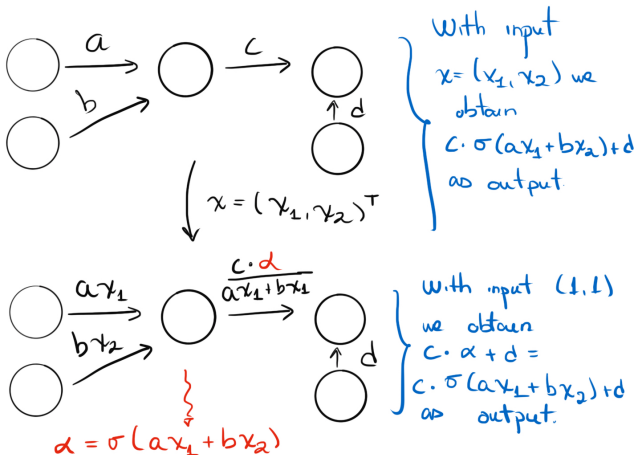 a
c
b
d
With input
x = (x₁, x₂) we
obtain
c · σ(ax₁ + bx₂) + d
as output.
x = (x₁, x₂)ᵀ
ax₁
bx₂
c · α
ax₁ + bx₁
d
α = σ(ax₁ + bx₂)
With input (1,1)
we obtain
c · α + d =
c · σ(ax₁ + bx₂) + d
as output.